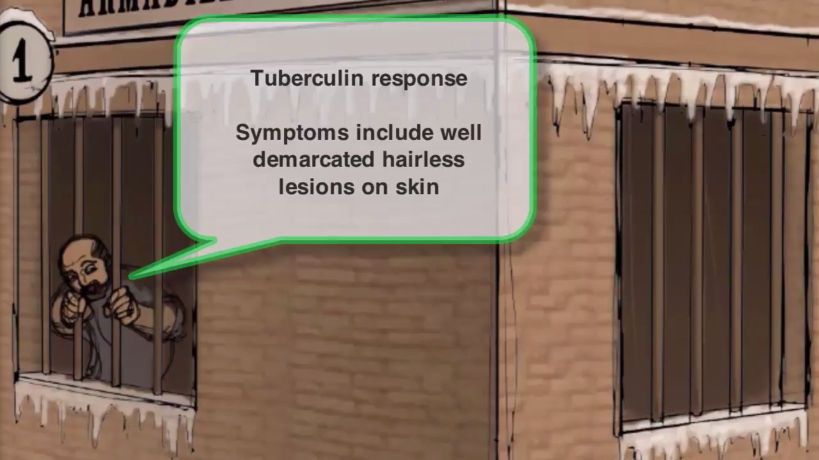 1
Tuberculin response
Symptoms include well
demarcated hairless
lesions on skin